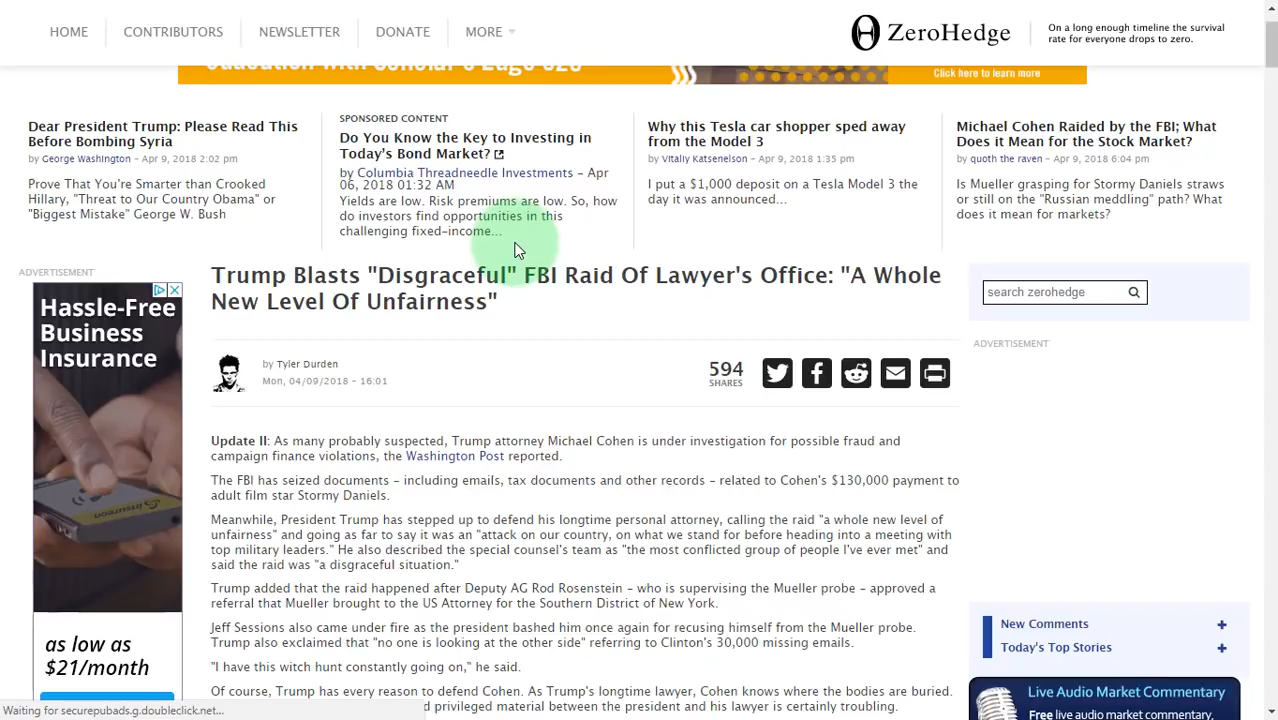 HOME
CONTRIBUTORS
NEWSLETTER
DONATE
MORE
ZeroHedge
On a long enough timeline the survival
rate for everyone drops to zero.
Click here to learn more
Dear President Trump: Please Read This
Before Bombing Syria
by George Washington - Apr 9, 2018 2:02 pm
Prove That You're Smarter than Crooked
Hillary, "Threat to Our Country Obama" or
"Biggest Mistake" George W. Bush
SPONSORED CONTENT
Do You Know the Key to Investing in
Today's Bond Market?
by Columbia Threadneedle Investments - Apr
06, 2018 01:32 AM
Yields are low. Risk premiums are low. So, how
do investors find opportunities in this
challenging fixed-income...
Why this Tesla car shopper sped away
from the Model 3
by Vitaliy Katsenelson - Apr 9, 2018 1:35 pm
I put a $1,000 deposit on a Tesla Model 3 the
day it was announced...
Michael Cohen Raided by the FBI; What
Does it Mean for the Stock Market?
by quoth the raven - Apr 9, 2018 6:04 pm
Is Mueller grasping for Stormy Daniels straws
or still on the "Russian meddling" path? What
does it mean for markets?
ADVERTISEMENT
Hassle-Free
Business
Insurance
as low as
$21/month
Trump Blasts "Disgraceful" FBI Raid Of Lawyer's Office: "A Whole
New Level Of Unfairness"
by Tyler Durden
Mon, 04/09/2018 - 16:01
594
SHARES
Update II: As many probably suspected, Trump attorney Michael Cohen is under investigation for possible fraud and
campaign finance violations, the Washington Post reported.
The FBI has seized documents - including emails, tax documents and other records - related to Cohen's $130,000 payment to
adult film star Stormy Daniels.
Meanwhile, President Trump has stepped up to defend his longtime personal attorney, calling the raid "a whole new level of
unfairness" and going as far to say it was an "attack on our country, on what we stand for before heading into a meeting with
top military leaders." He also described the special counsel's team as "the most conflicted group of people I've ever met" and
said the raid was "a disgraceful situation."
Trump added that the raid happened after Deputy AG Rod Rosenstein - who is supervising the Mueller probe - approved a
referral that Mueller brought to the US Attorney for the Southern District of New York.
Jeff Sessions also came under fire as the president bashed him once again for recusing himself from the Mueller probe.
Trump also exclaimed that "no one is looking at the other side" referring to Clinton's 30,000 missing emails.
"I have this witch hunt constantly going on," he said.
Of course, Trump has every reason to defend Cohen. As Trump's longtime lawyer, Cohen knows where the bodies are buried.
d privileged material between the president and his lawyer is certainly troubling.
search zerohedge
ADVERTISEMENT
New Comments
Today's Top Stories
Live Audio Market Commentary
Free live audio market commentary
Waiting for securepubads.g.doubleclick.net...